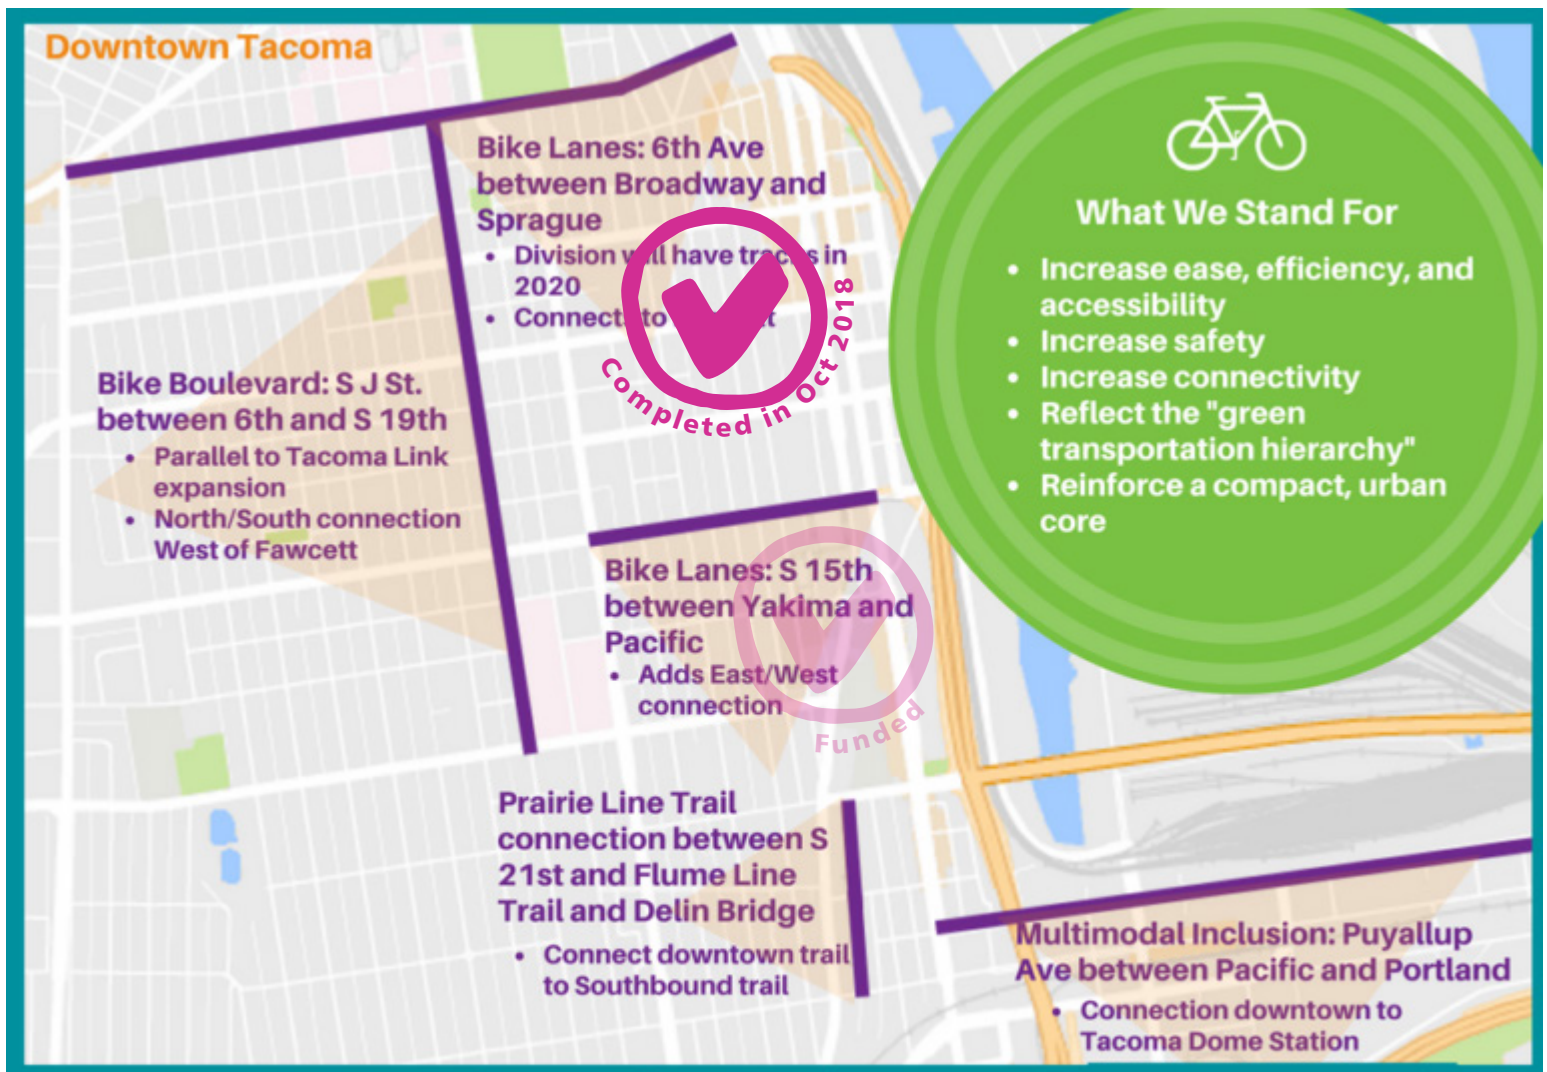 Downtown Tacoma
Bike Lanes: 6th Ave
between Broadway and
Sprague
• Division will have tracks in
2020
• Connects to
Completed in Oct 2018
Bike Boulevard: S J St.
between 6th and S 19th
• Parallel to Tacoma Link
expansion
• North/South connection
West of Fawcett
Bike Lanes: S 15th
between Yakima and
Pacific
• Adds East/West
connection
Funded
Prairie Line Trail
connection between S
21st and Flume Line
Trail and Delin Bridge
• Connect downtown trail
to Southbound trail
Multimodal Inclusion: Puyallup
Ave between Pacific and Portland
• Connection downtown to
Tacoma Dome Station
What We Stand For
• Increase ease, efficiency, and
accessibility
• Increase safety
• Increase connectivity
• Reflect the "green
transportation hierarchy"
• Reinforce a compact, urban
core